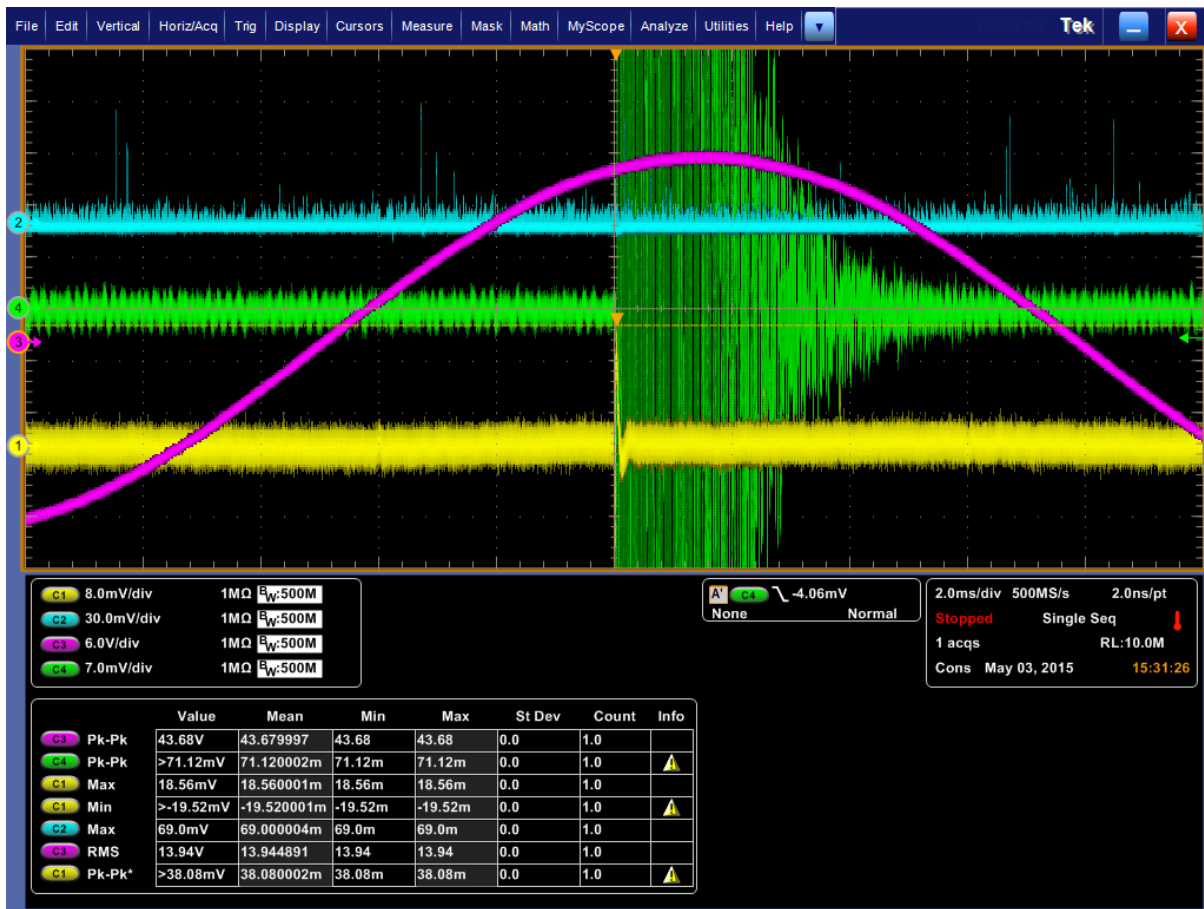 File Edit Vertical Horiz/Acq Trig Display Cursors Measure Mask Math MyScope Analyze Utilities Help Tek X
2
4
3
1
C1 8.0mV/div 1MΩ BW:500M
C2 30.0mV/div 1MΩ BW:500M
C3 6.0V/div 1MΩ BW:500M
C4 7.0mV/div 1MΩ BW:500M
A' C4 -4.06mV
None Normal
2.0ms/div 500MS/s 2.0ns/pt
Stopped Single Seq
1 acqs RL:10.0M
Cons May 03, 2015 15:31:26
Value Mean Min Max St Dev Count Info
C3 Pk-Pk 43.68V 43.679997 43.68 43.68 0.0 1.0
C4 Pk-Pk >71.12mV 71.120002m 71.12m 71.12m 0.0 1.0
C1 Max 18.56mV 18.560001m 18.56m 18.56m 0.0 1.0
C1 Min >-19.52mV -19.520001m -19.52m -19.52m 0.0 1.0
C2 Max 69.0mV 69.000004m 69.0m 69.0m 0.0 1.0
C3 RMS 13.94V 13.944891 13.94 13.94 0.0 1.0
C1 Pk-Pk* >38.08mV 38.080002m 38.08m 38.08m 0.0 1.0